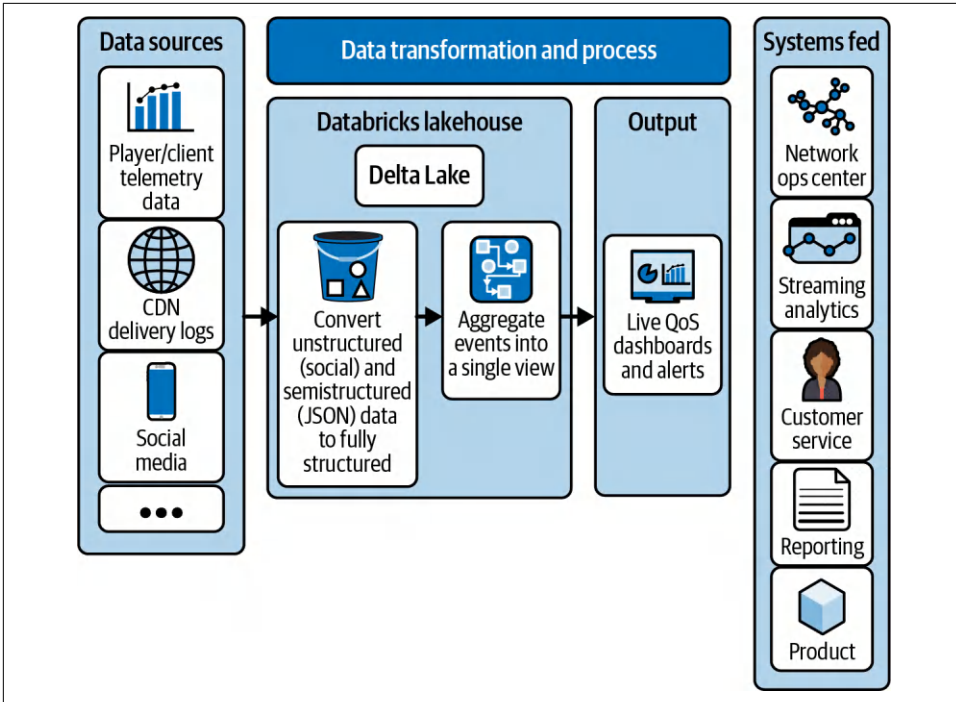 Data sources
Player/client
telemetry
data
CDN
delivery logs
Social
media
Data transformation and process
Databricks lakehouse
Delta Lake
Convert
unstructured
(social) and
semistructured
(JSON) data
to fully
structured
Aggregate
events into
a single view
Output
Live QoS
dashboards
and alerts
Systems fed
Network
ops center
Streaming
analytics
Customer
service
Reporting
Product